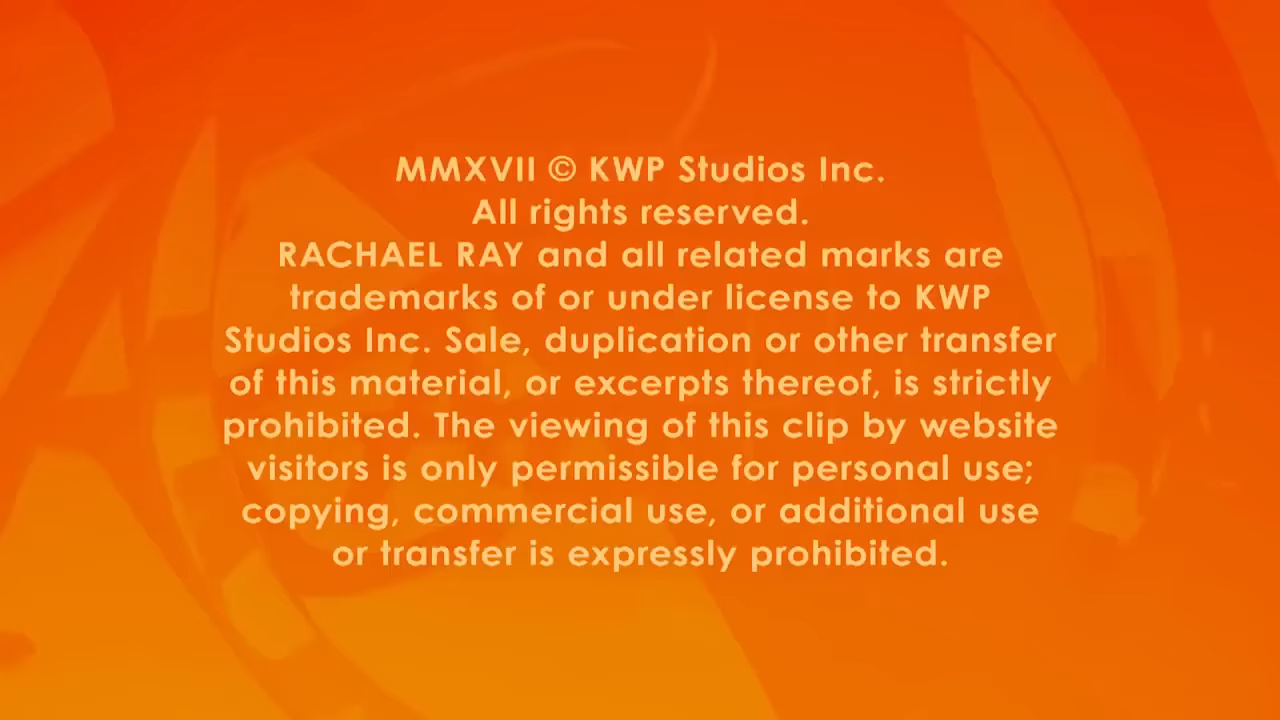 MMXVII © KWP Studios Inc.
All rights reserved.
RACHAEL RAY and all related marks are
trademarks of or under license to KWP
Studios Inc. Sale, duplication or other transfer
of this material, or excerpts thereof, is strictly
prohibited. The viewing of this clip by website
visitors is only permissible for personal use;
copying, commercial use, or additional use
or transfer is expressly prohibited.